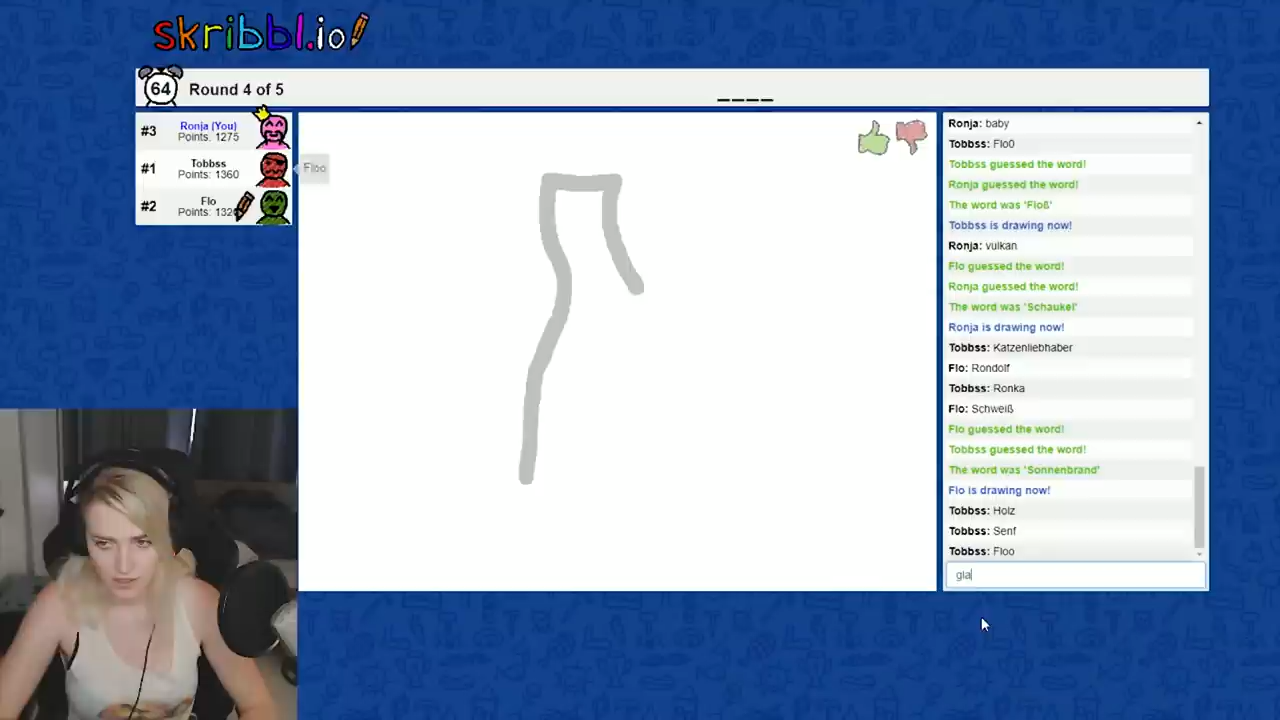 skribbl.io
64
Round 4 of 5
____
#3
Ronja (You)
Points: 1275
#1
Tobbss
Points: 1360
#2
Flo
Points: 1320
Floo
Ronja: baby
Tobbss: Flo0
Tobbss guessed the word!
Ronja guessed the word!
The word was 'Floß'
Tobbss is drawing now!
Ronja: vulkan
Flo guessed the word!
Ronja guessed the word!
The word was 'Schaukel'
Ronja is drawing now!
Tobbss: Katzenliebhaber
Flo: Rondolf
Tobbss: Ronka
Flo: Schweiß
Flo guessed the word!
Tobbss guessed the word!
The word was 'Sonnenbrand'
Flo is drawing now!
Tobbss: Holz
Tobbss: Senf
Tobbss: Floo
gla